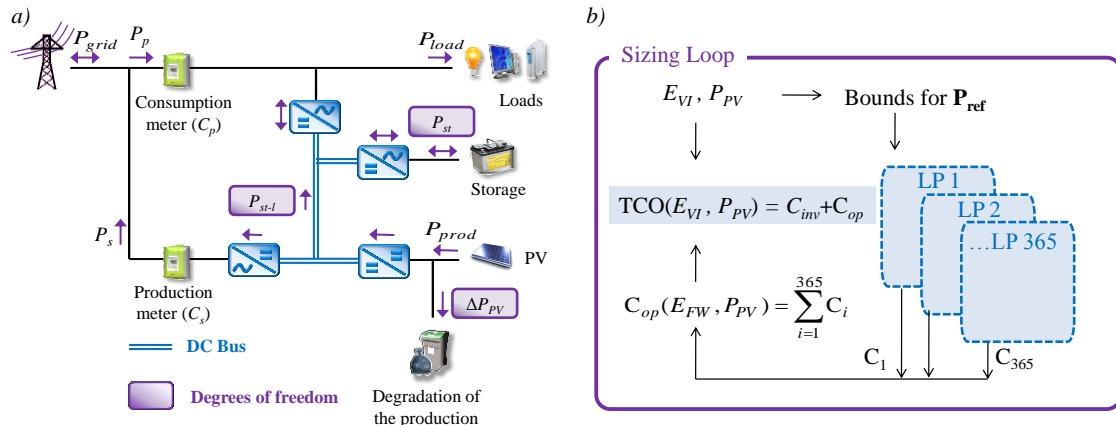 a)
P_grid
P_p
P_load
Consumption
meter (C_p)
Loads
P_st
Storage
P_st-l
P_s
P_prod
PV
Production
meter (C_s)
ΔP_PV
DC Bus
Degrees of freedom
Degradation of
the production
b)
Sizing Loop
E_VI , P_PV
Bounds for P_ref
LP 1
LP 2
…LP 365
TCO(E_VI , P_PV) = C_inv+C_op
C_op(E_FW , P_PV) = ∑_{i=1}^{365} C_i
C_1
C_365